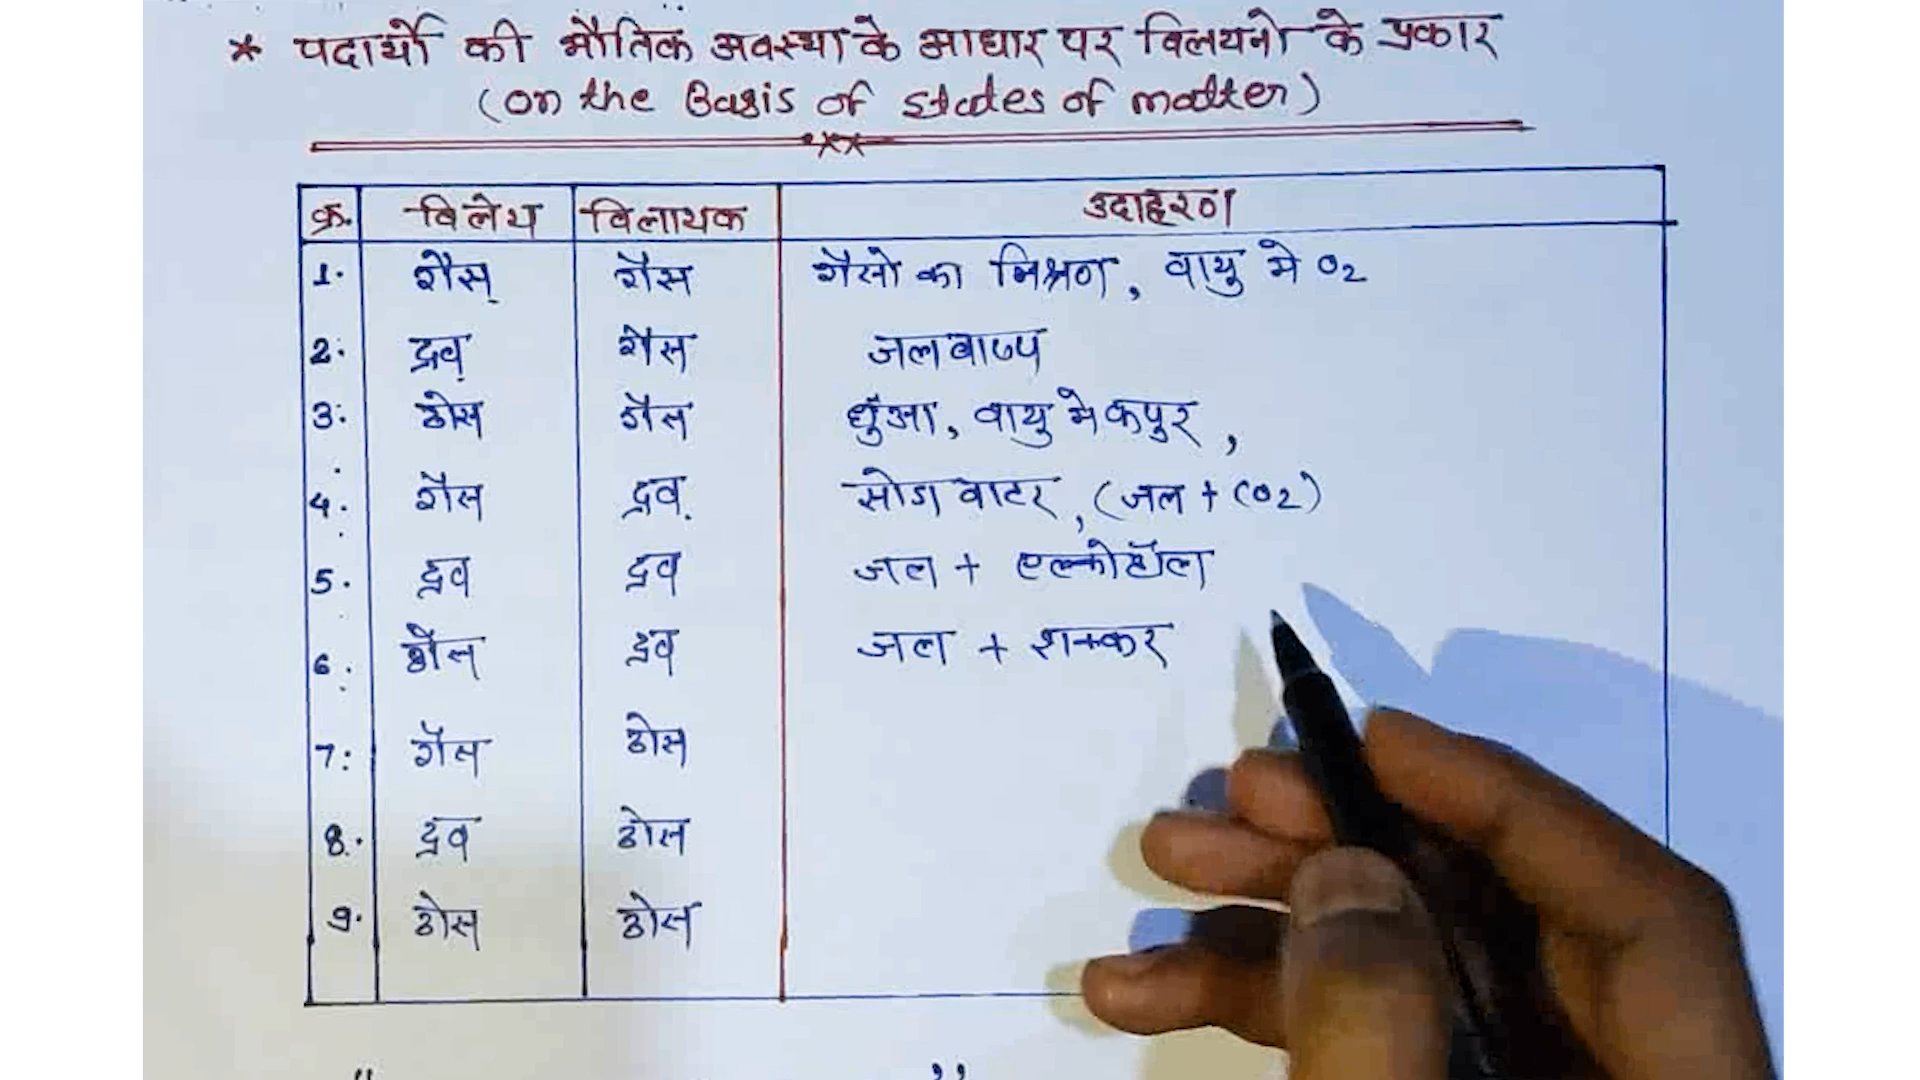 * पदार्थो की भौतिक अवस्था के आधार पर विलयनो के प्रकार
(on the Basis of states of matter)
क्र. विलेय विलायक उदाहरण
1. गैस गैस गैसो का मिश्रण, वायु मे O2
2. द्रव गैस जलवाष्प
3. ठोस गैस धुँआ, वायु मे कपुर,
4. गैस द्रव सोडा वाटर, (जल + CO2)
5. द्रव द्रव जल + एल्कोहॅाल
6. ठोस द्रव जल + शक्कर
7. गैस ठोस
8. द्रव ठोस
9. ठोस ठोस